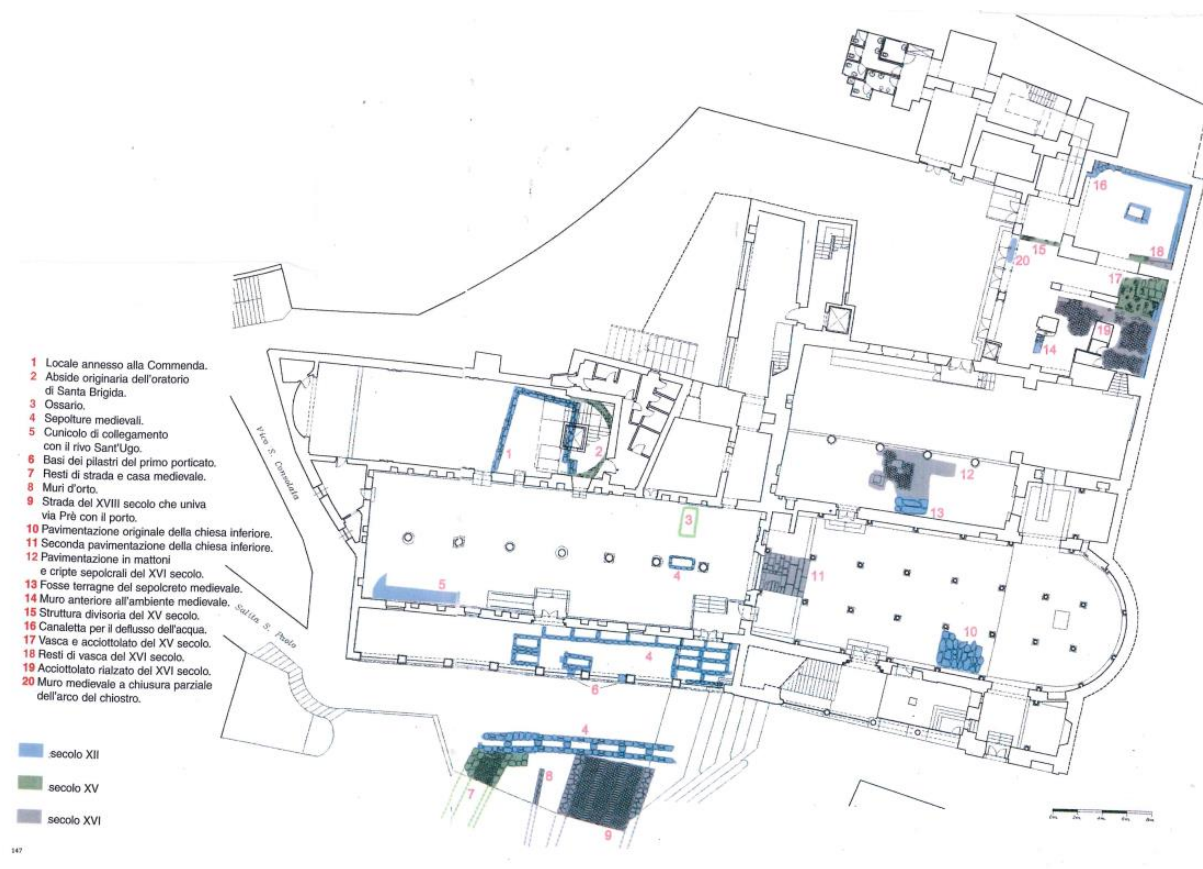 1 Locale annesso alla Commenda.
2 Abside originaria dell'oratorio
di Santa Brigida.
3 Ossario.
4 Sepolture medievali.
5 Cunicolo di collegamento
con il rivo Sant'Ugo.
6 Basi dei pilastri del primo porticato.
7 Resti di strada e casa medievale.
8 Muri d'orto.
9 Strada del XVIII secolo che univa
via Prè con il porto.
10 Pavimentazione originale della chiesa inferiore.
11 Seconda pavimentazione della chiesa inferiore.
12 Pavimentazione in mattoni
e cripte sepolcrali del XVI secolo.
13 Fosse terragne del sepolcreto medievale.
14 Muro anteriore all'ambiente medievale.
15 Struttura divisoria del XV secolo.
16 Canaletta per il deflusso dell'acqua.
17 Vasca e acciottolato del XV secolo.
18 Resti di vasca del XVI secolo.
19 Acciottolato rialzato del XVI secolo.
20 Muro medievale a chiusura parziale
dell'arco del chiostro.
secolo XII
secolo XV
secolo XVI
147
Vico S. Consolata
Salita S. Paolo
16
15
20
18
17
19
14
1
2
12
13
3
4
11
5
10
4
6
4
7
8
9